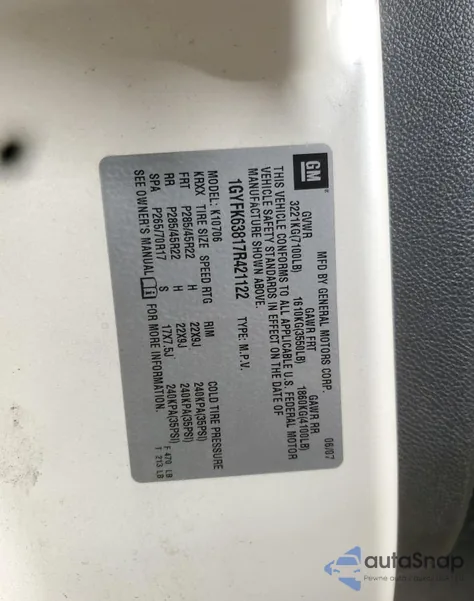 GM
MFD BY GENERAL MOTORS CORP. 06/07
GVWR GAWR FRT GAWR RR
3221KG(7100LB) 1610KG(3550LB) 1860KG(4100LB)
THIS VEHICLE CONFORMS TO ALL APPLICABLE U.S. FEDERAL MOTOR
VEHICLE SAFETY STANDARDS IN EFFECT ON THE DATE OF
MANUFACTURE SHOWN ABOVE.
1GYFK63817R421122 TYPE: M.P.V.
MODEL: K10706
KRXX TIRE SIZE SPEED RTG RIM COLD TIRE PRESSURE
FRT P285/45R22 H 22X9J 240KPA(35PSI)
RR P285/45R22 H 22X9J 240KPA(35PSI)
SPA P265/70R17 S 17X7.5J 240KPA(35PSI)
SEE OWNER'S MANUAL FOR MORE INFORMATION. F 470 LB
T 213 LB
autoSnap